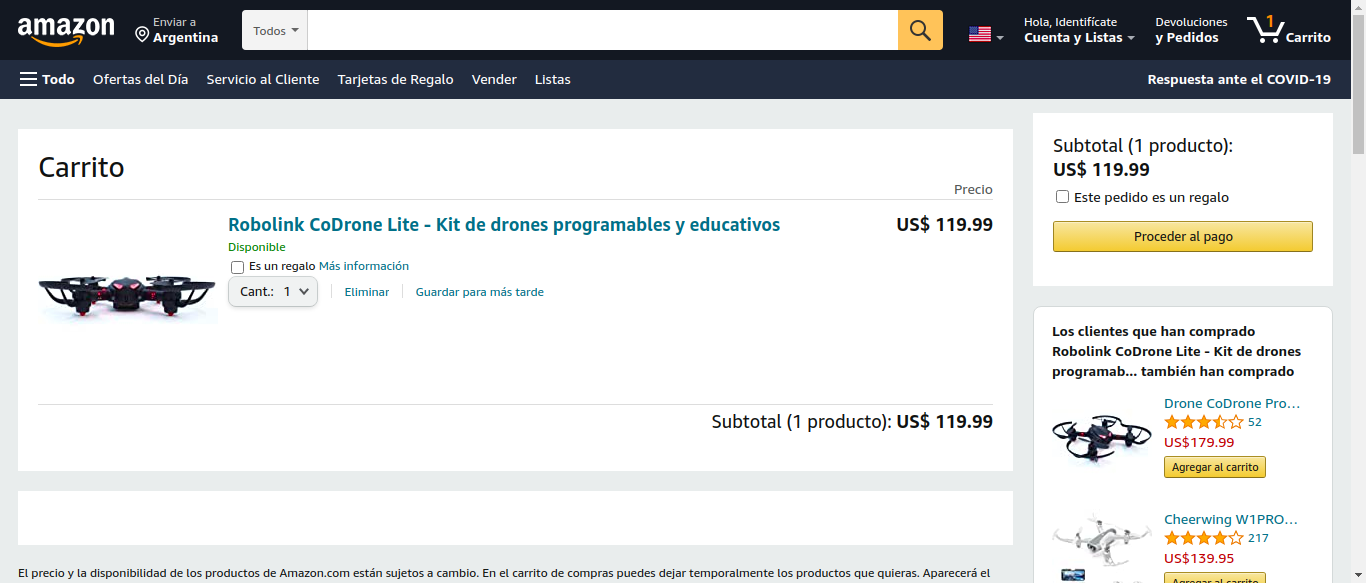 amazon
Enviar a
Argentina
Todos
Hola, Identifícate
Cuenta y Listas
Devoluciones
y Pedidos
1
Carrito
Todo
Ofertas del Día
Servicio al Cliente
Tarjetas de Regalo
Vender
Listas
Respuesta ante el COVID-19
Carrito
Precio
Robolink CoDrone Lite - Kit de drones programables y educativos
US$ 119.99
Disponible
Es un regalo Más información
Cant.: 1
Eliminar
Guardar para más tarde
Subtotal (1 producto): US$ 119.99
El precio y la disponibilidad de los productos de Amazon.com están sujetos a cambio. En el carrito de compras puedes dejar temporalmente los productos que quieras. Aparecerá el
Subtotal (1 producto):
US$ 119.99
Este pedido es un regalo
Proceder al pago
Los clientes que han comprado
Robolink CoDrone Lite - Kit de drones
programab... también han comprado
Drone CoDrone Pro…
52
US$179.99
Agregar al carrito
Cheerwing W1PRO…
217
US$139.95
Agregar al carrito